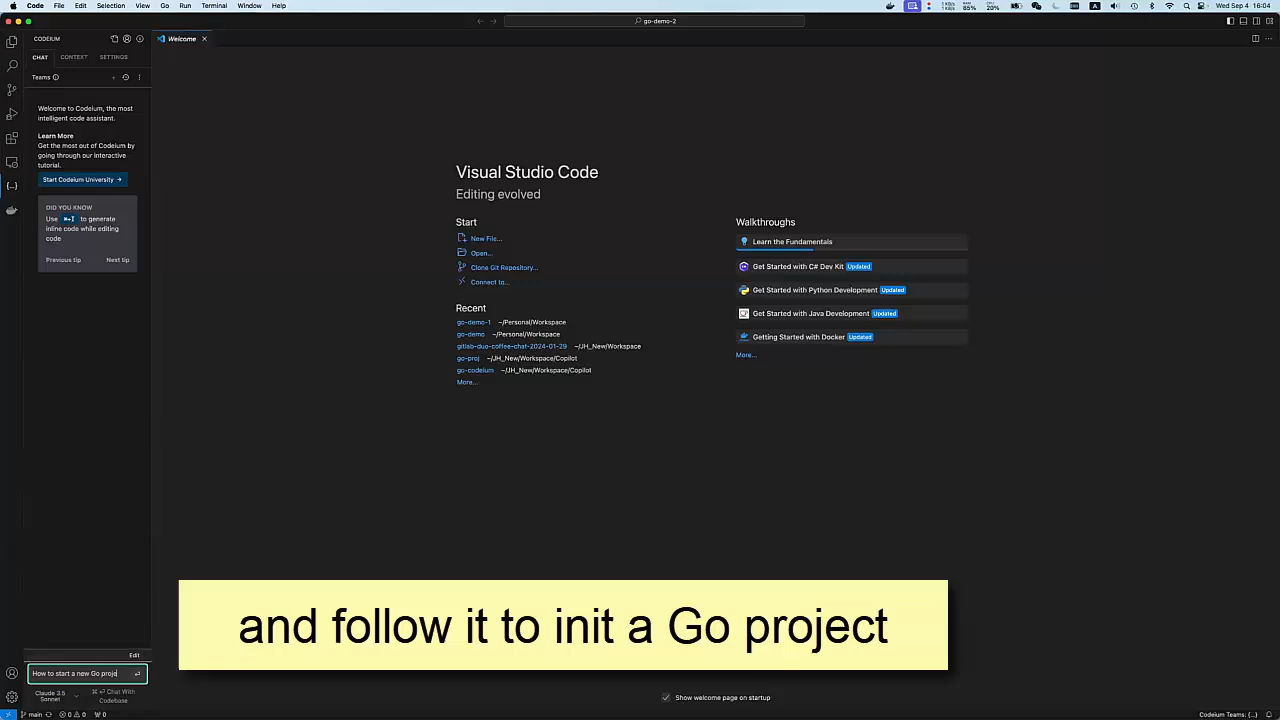 Code File Edit Selection View Go Run Terminal Window Help
Wed Sep 4 16:04
go-demo-2
CODEIUM
CHAT CONTEXT SETTINGS
Teams
Welcome to Codeium, the most
intelligent code assistant.
Learn More
Get the most out of Codeium by
going through our interactive
tutorial.
Start Codeium University →
DID YOU KNOW
Use ⌘+I to generate
inline code while editing
code
Previous tip Next tip
Welcome
Visual Studio Code
Editing evolved
Start
New File...
Open...
Clone Git Repository...
Connect to...
Recent
go-demo-1 ~/Personal/Workspace
go-demo ~/Personal/Workspace
gitlab-duo-coffee-chat-2024-01-29 ~/JH_New/Workspace
go-proj ~/JH_New/Workspace/Copilot
go-codeium ~/JH_New/Workspace/Copilot
More...
Walkthroughs
Learn the Fundamentals
Get Started with C# Dev Kit Updated
Get Started with Python Development Updated
Get Started with Java Development Updated
Getting Started with Docker Updated
More...
and follow it to init a Go project
Edit
How to start a new Go proje
Claude 3.5
Sonnet
Chat With
Codebase
Show welcome page on startup
main 0 0 0
Codeium Teams: {...}